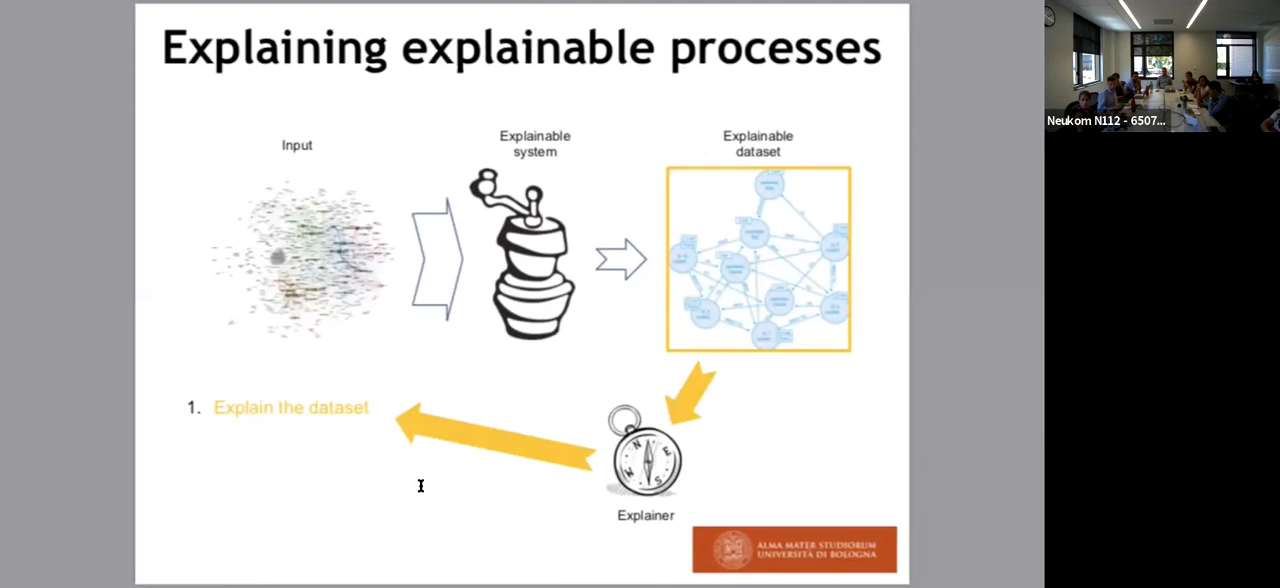 Explaining explainable processes
Input
Explainable
system
Explainable
dataset
1. Explain the dataset
N
E
S
Explainer
ALMA MATER STUDIORUM
UNIVERSITÀ DI BOLOGNA
Neukom N112 - 6507...